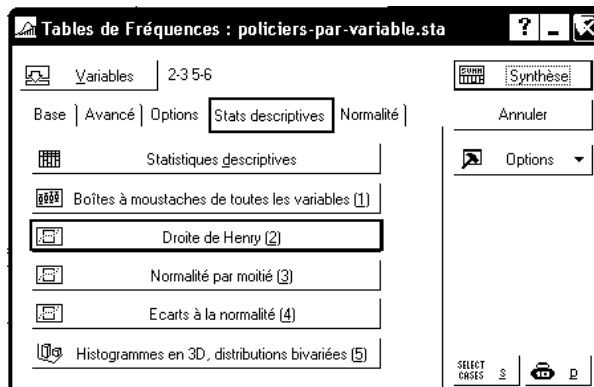 Tables de Fréquences : policiers-par-variable.sta
Variables 2-3 5-6
Synthèse
Base Avancé Options Stats descriptives Normalité
Annuler
Options
Statistiques descriptives
Boîtes à moustaches de toutes les variables (1)
Droite de Henry (2)
Normalité par moitié (3)
Ecarts à la normalité (4)
Histogrammes en 3D, distributions bivariées (5)
SELECT CASES S D